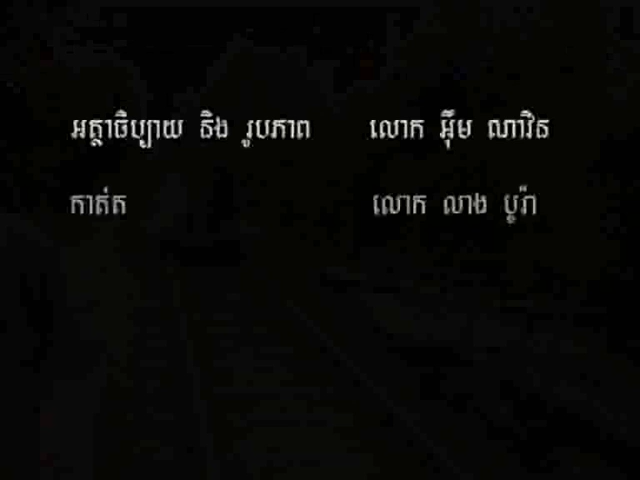 អត្ថាធិប្បាយ និង រូបភាព លោក អ៊ឹម ណាវិន
កាត់ត លោក លាង បូរ៉ា